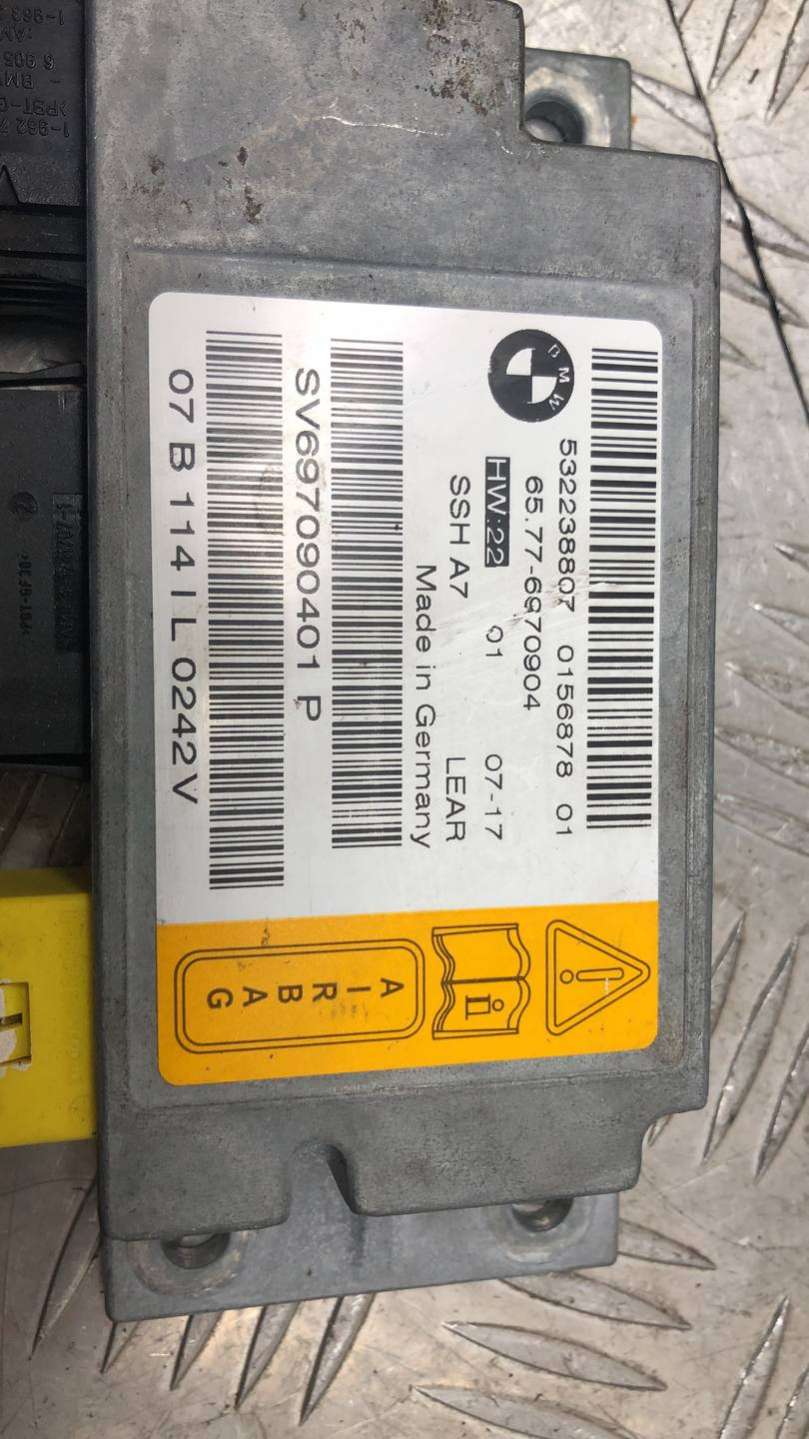 BMW
532238807 0156878 01
65.77-6970904
HW:22 01 07-17
SSH A7 LEAR
Made in Germany
SV697090401 P
07 B 114 I L 0242V
AIRBAG